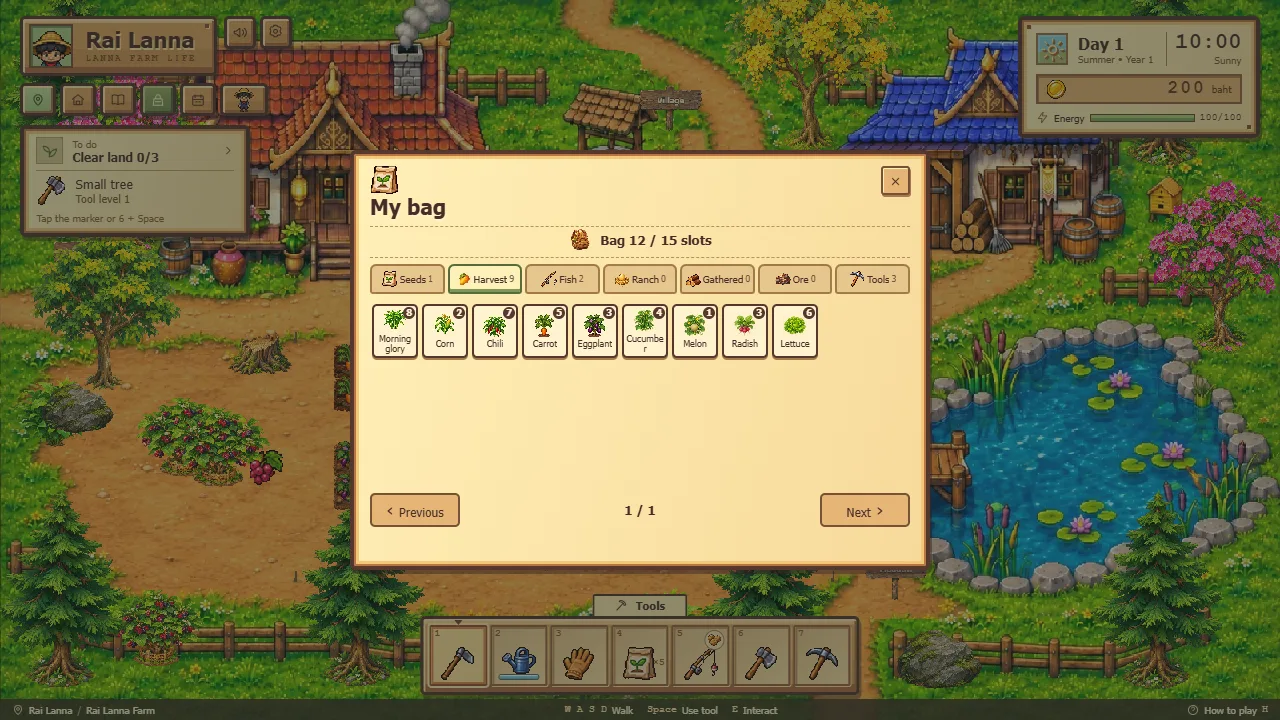 Rai Lanna
LANNA FARM LIFE
Day 1
Summer • Year 1
10:00
Sunny
200 baht
Energy
100/100
To do
Clear land 0/3
Small tree
Tool level 1
Tap the marker or 6 + Space
Village
My bag
Bag 12 / 15 slots
Seeds 1
Harvest 9
Fish 2
Ranch 0
Gathered 0
Ore 0
Tools 3
8
Morning
glory
2
Corn
7
Chili
5
Carrot
3
Eggplant
4
Cucumbe
r
1
Melon
3
Radish
6
Lettuce
Previous
1 / 1
Next
Tools
1
2
3
4
×5
5
6
7
Rai Lanna / Rai Lanna Farm
W A S D Walk
Space Use tool
E Interact
How to play H